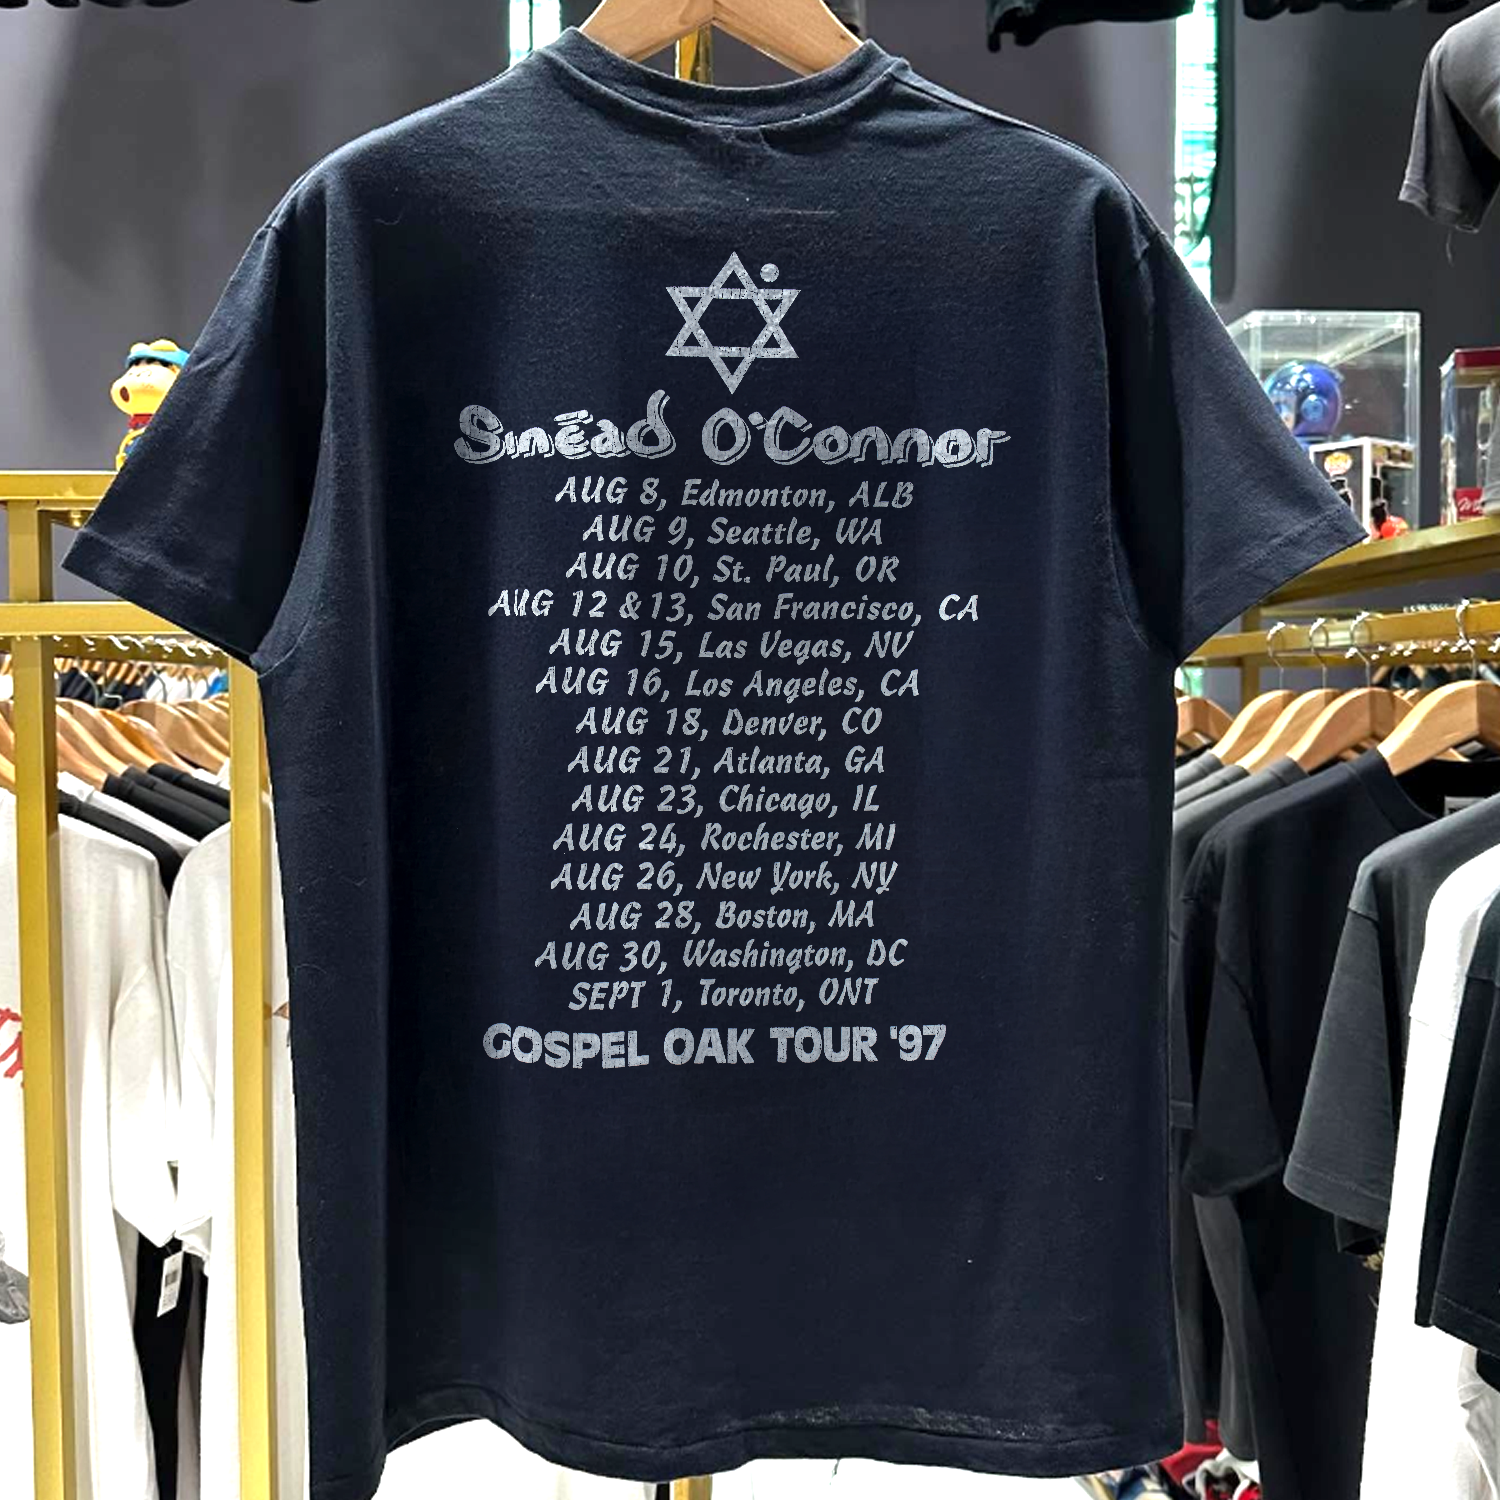 Sinēad O'Connor
AUG 8, Edmonton, ALB
AUG 9, Seattle, WA
AUG 10, St. Paul, OR
AUG 12 & 13, San Francisco, CA
AUG 15, Las Vegas, NV
AUG 16, Los Angeles, CA
AUG 18, Denver, CO
AUG 21, Atlanta, GA
AUG 23, Chicago, IL
AUG 24, Rochester, MI
AUG 26, New York, NY
AUG 28, Boston, MA
AUG 30, Washington, DC
SEPT 1, Toronto, ONT
GOSPEL OAK TOUR '97